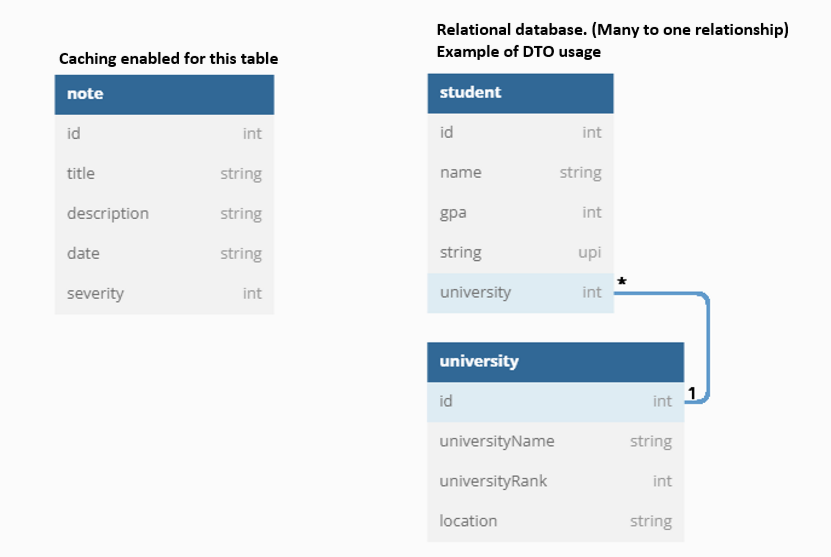 Caching enabled for this table
note
id int
title string
description string
date string
severity int
Relational database. (Many to one relationship)
Example of DTO usage
student
id int
name string
gpa int
string upi
university int
*
university
id int
1
universityName string
universityRank int
location string